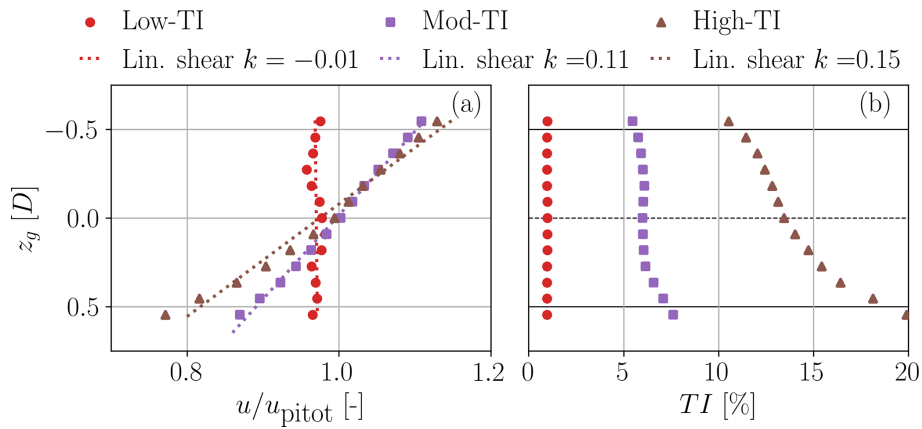 Low-TI Mod-TI High-TI
Lin. shear k = −0.01 Lin. shear k =0.11 Lin. shear k =0.15
(a) (b)
−0.5
0.0
0.5
z_g [D]
0.8 1.0 1.2 0 5 10 15 20
u/u_pitot [-] TI [%]